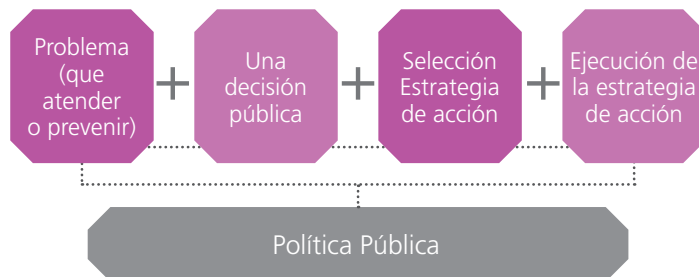 Problema
(que
atender
o prevenir)
+
Una
decisión
pública
+
Selección
Estrategia
de acción
+
Ejecución de
la estrategia
de acción
Política Pública